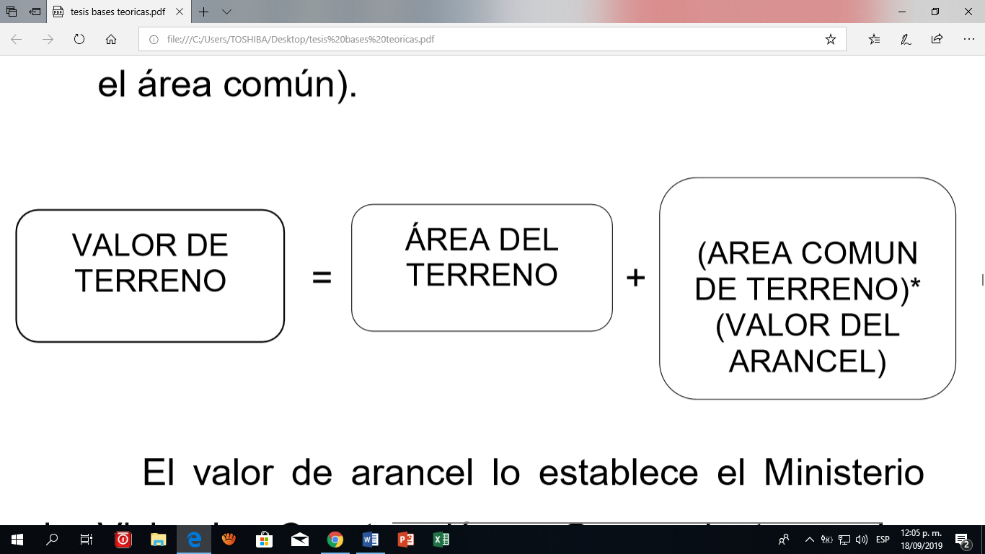 tesis bases teoricas.pdf
file:///C:/Users/TOSHIBA/Desktop/tesis%20bases%20teoricas.pdf
el área común).
VALOR DE
TERRENO
=
ÁREA DEL
TERRENO
+
(AREA COMUN
DE TERRENO)*
(VALOR DEL
ARANCEL)
El valor de arancel lo establece el Ministerio
ESP
12:05 p. m.
18/09/2019
2